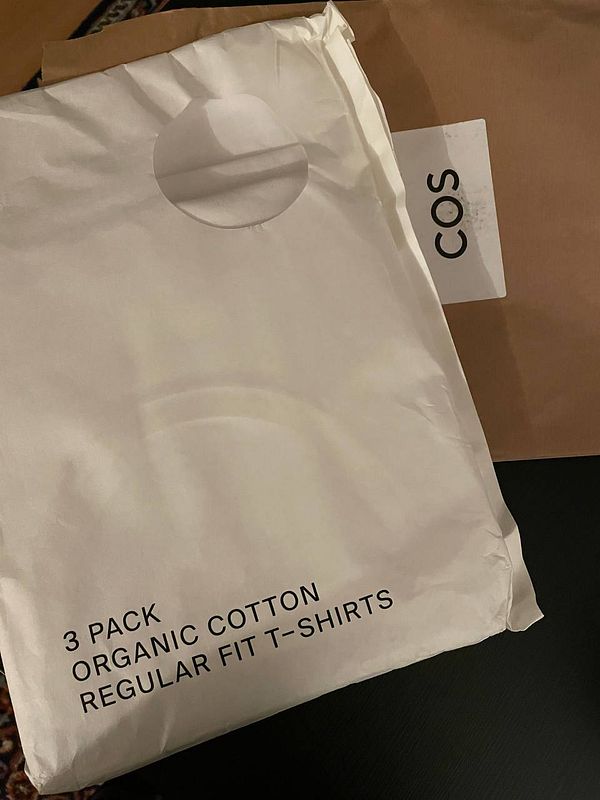 COS
3 PACK
ORGANIC COTTON
REGULAR FIT T-SHIRTS